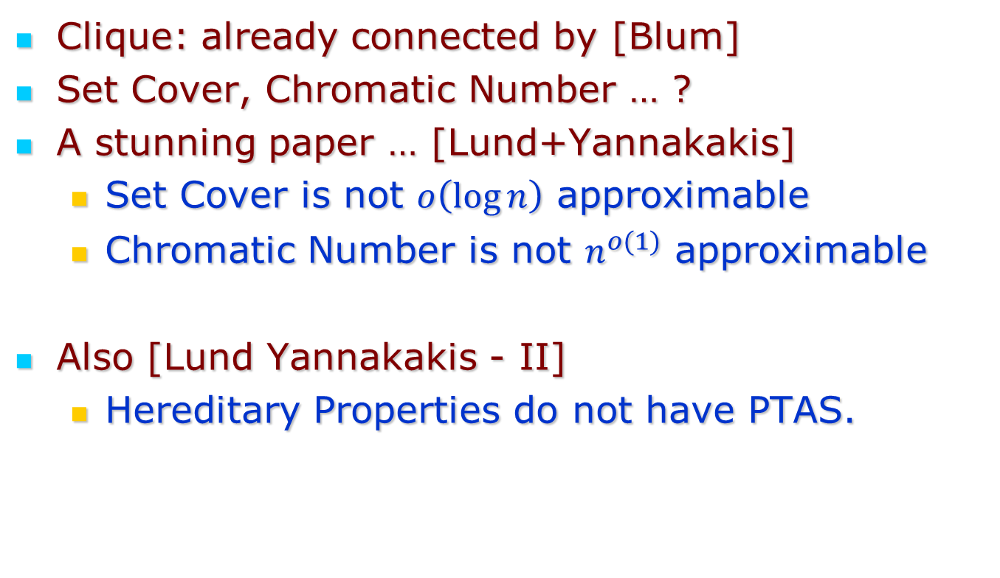 Clique: already connected by [Blum]
Set Cover, Chromatic Number … ?
A stunning paper … [Lund+Yannakakis]
Set Cover is not $o(\log n)$ approximable
Chromatic Number is not $n^{o(1)}$ approximable
Also [Lund Yannakakis - II]
Hereditary Properties do not have PTAS.